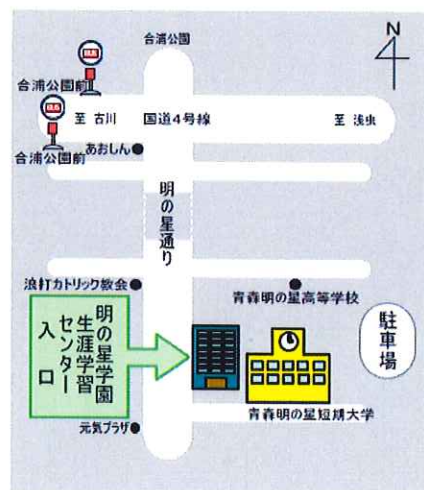 合浦公園
N
合浦公園前
至 古川
国道4号線
至 浅虫
合浦公園前
あおしん
明の星通り
浪打カトリック教会
青森明の星高等学校
駐車場
明の星学園
生涯学習
センター
入口
青森明の星短期大学
元気プラザ